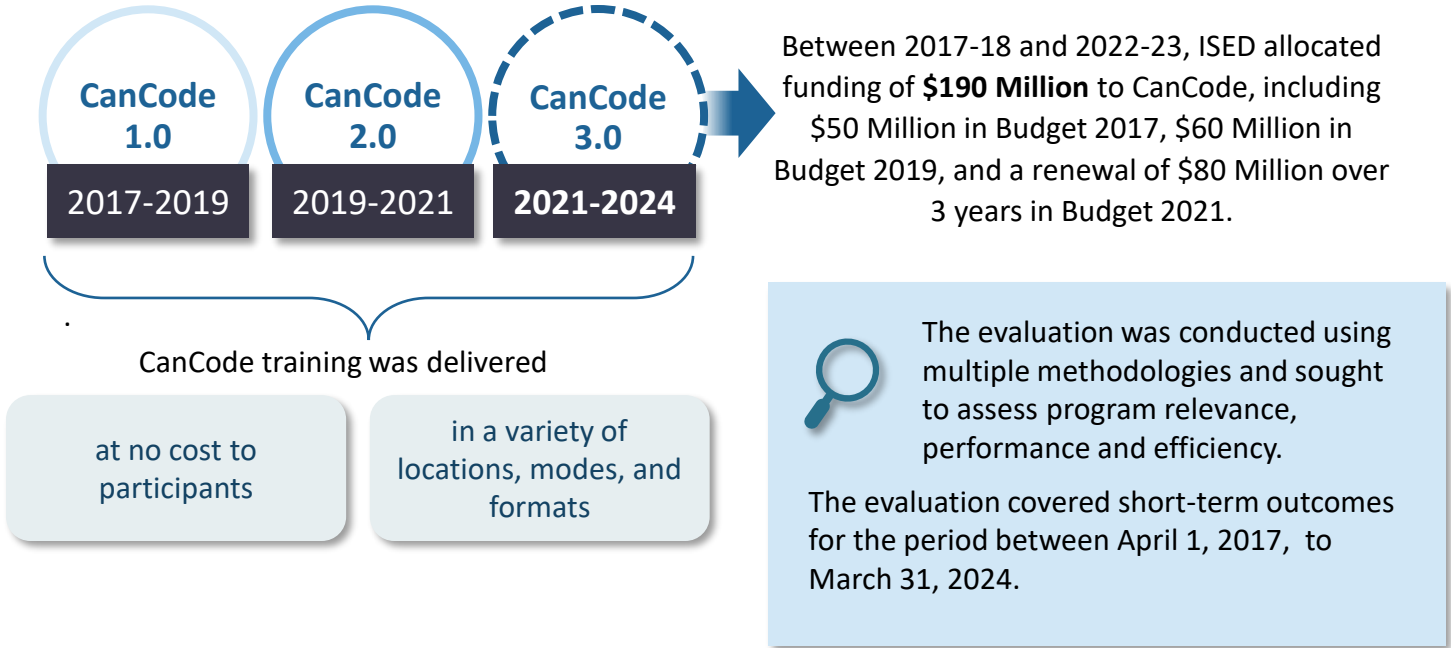 CanCode
1.0
2017-2019
CanCode
2.0
2019-2021
CanCode
3.0
2021-2024
Between 2017-18 and 2022-23, ISED allocated
funding of $190 Million to CanCode, including
$50 Million in Budget 2017, $60 Million in
Budget 2019, and a renewal of $80 Million over
3 years in Budget 2021.
.
CanCode training was delivered
at no cost to
participants
in a variety of
locations, modes, and
formats
The evaluation was conducted using
multiple methodologies and sought
to assess program relevance,
performance and efficiency.
The evaluation covered short-term outcomes
for the period between April 1, 2017,  to
March 31, 2024.